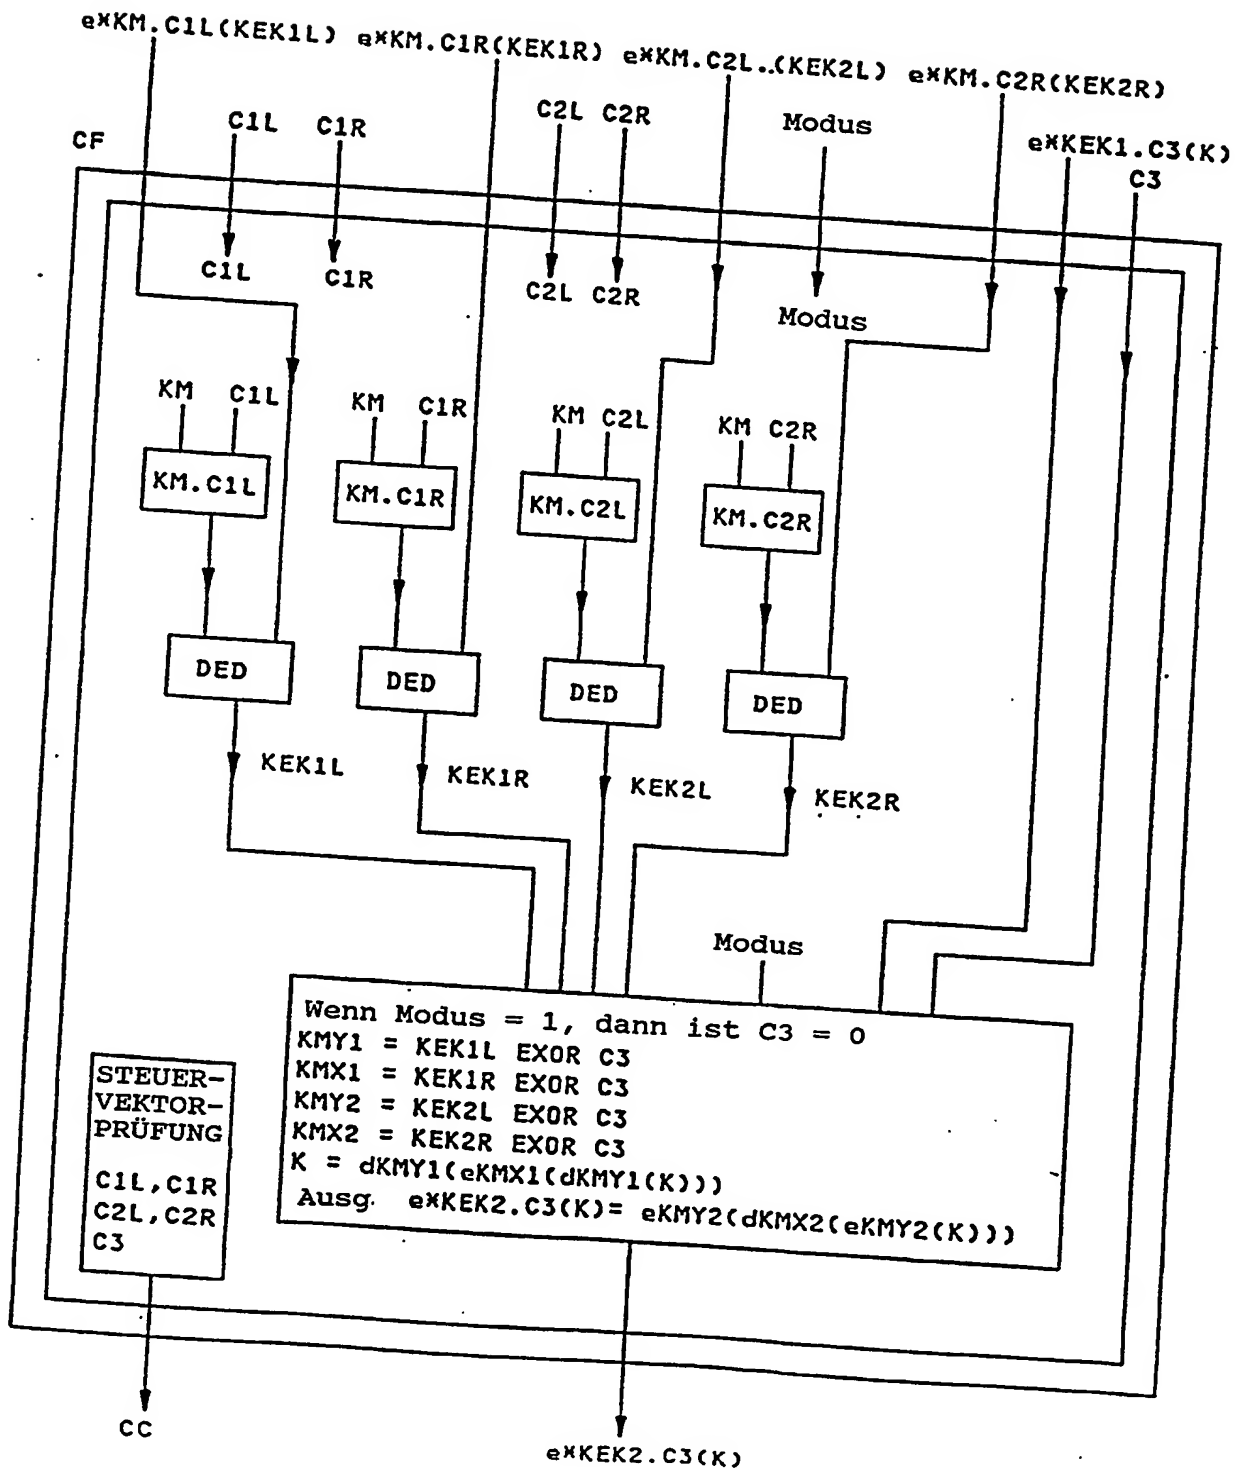 e*KM.C1L(KEK1L) e*KM.C1R(KEK1R) e*KM.C2L..(KEK2L) e*KM.C2R(KEK2R)
C1L C1R C2L C2R Modus e*KEK1.C3(K)
CF C3
C1L C1R C2L C2R Modus
KM C1L KM C1R KM C2L KM C2R
KM.C1L KM.C1R KM.C2L KM.C2R
DED DED DED DED
KEK1L KEK1R KEK2L KEK2R
Modus
Wenn Modus = 1, dann ist C3 = 0
KMY1 = KEK1L EXOR C3
KMX1 = KEK1R EXOR C3
KMY2 = KEK2L EXOR C3
KMX2 = KEK2R EXOR C3
K = dKMY1(eKMX1(dKMY1(K)))
Ausg. e*KEK2.C3(K)= eKMY2(dKMX2(eKMY2(K)))
STEUER-
VEKTOR-
PRÜFUNG
C1L,C1R
C2L,C2R
C3
CC
e*KEK2.C3(K)